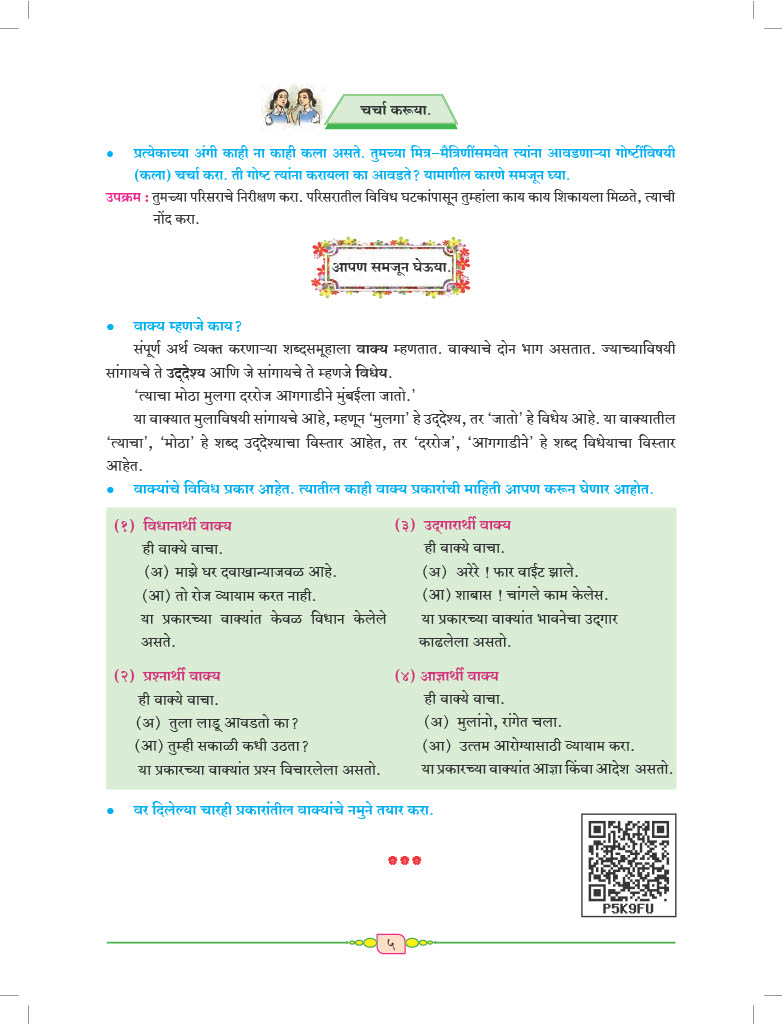 चर्चा करूया.
● प्रत्येकाच्या अंगी काही ना काही कला असते. तुमच्या मित्र-मैत्रिणींसमवेत त्यांना आवडणाऱ्या गोष्टींविषयी
(कला) चर्चा करा. ती गोष्ट त्यांना करायला का आवडते? यामागील कारणे समजून घ्या.
उपक्रम : तुमच्या परिसराचे निरीक्षण करा. परिसरातील विविध घटकांपासून तुम्हांला काय काय शिकायला मिळते, त्याची
नोंद करा.
आपण समजून घेऊया.
● वाक्य म्हणजे काय?
संपूर्ण अर्थ व्यक्त करणाऱ्या शब्दसमूहाला वाक्य म्हणतात. वाक्याचे दोन भाग असतात. ज्याच्याविषयी
सांगायचे ते उद्‌देश्य आणि जे सांगायचे ते म्हणजे विधेय.
‘त्याचा मोठा मुलगा दररोज आगगाडीने मुंबईला जातो.’
या वाक्यात मुलाविषयी सांगायचे आहे, म्हणून ‘मुलगा’ हे उद्‌देश्य, तर ‘जातो’ हे विधेय आहे. या वाक्यातील
‘त्याचा’, ‘मोठा’ हे शब्द उद्‌देश्याचा विस्तार आहेत, तर ‘दररोज’, ‘आगगाडीने’ हे शब्द विधेयाचा विस्तार
आहेत.
● वाक्यांचे विविध प्रकार आहेत. त्यातील काही वाक्य प्रकारांची माहिती आपण करून घेणार आहोत.
(१) विधानार्थी वाक्य
ही वाक्ये वाचा.
(अ) माझे घर दवाखान्याजवळ आहे.
(आ) तो रोज व्यायाम करत नाही.
या प्रकारच्या वाक्यांत केवळ विधान केलेले
असते.
(२) प्रश्नार्थी वाक्य
ही वाक्ये वाचा.
(अ) तुला लाडू आवडतो का?
(आ) तुम्ही सकाळी कधी उठता?
या प्रकारच्या वाक्यांत प्रश्न विचारलेला असतो.
(३) उद्‌गारार्थी वाक्य
ही वाक्ये वाचा.
(अ) अरेरे ! फार वाईट झाले.
(आ) शाबास ! चांगले काम केलेस.
या प्रकारच्या वाक्यांत भावनेचा उद्‌गार
काढलेला असतो.
(४) आज्ञार्थी वाक्य
ही वाक्ये वाचा.
(अ) मुलांनो, रांगेत चला.
(आ) उत्तम आरोग्यासाठी व्यायाम करा.
या प्रकारच्या वाक्यांत आज्ञा किंवा आदेश असतो.
● वर दिलेल्या चारही प्रकारांतील वाक्यांचे नमुने तयार करा.
P5K9FU
५